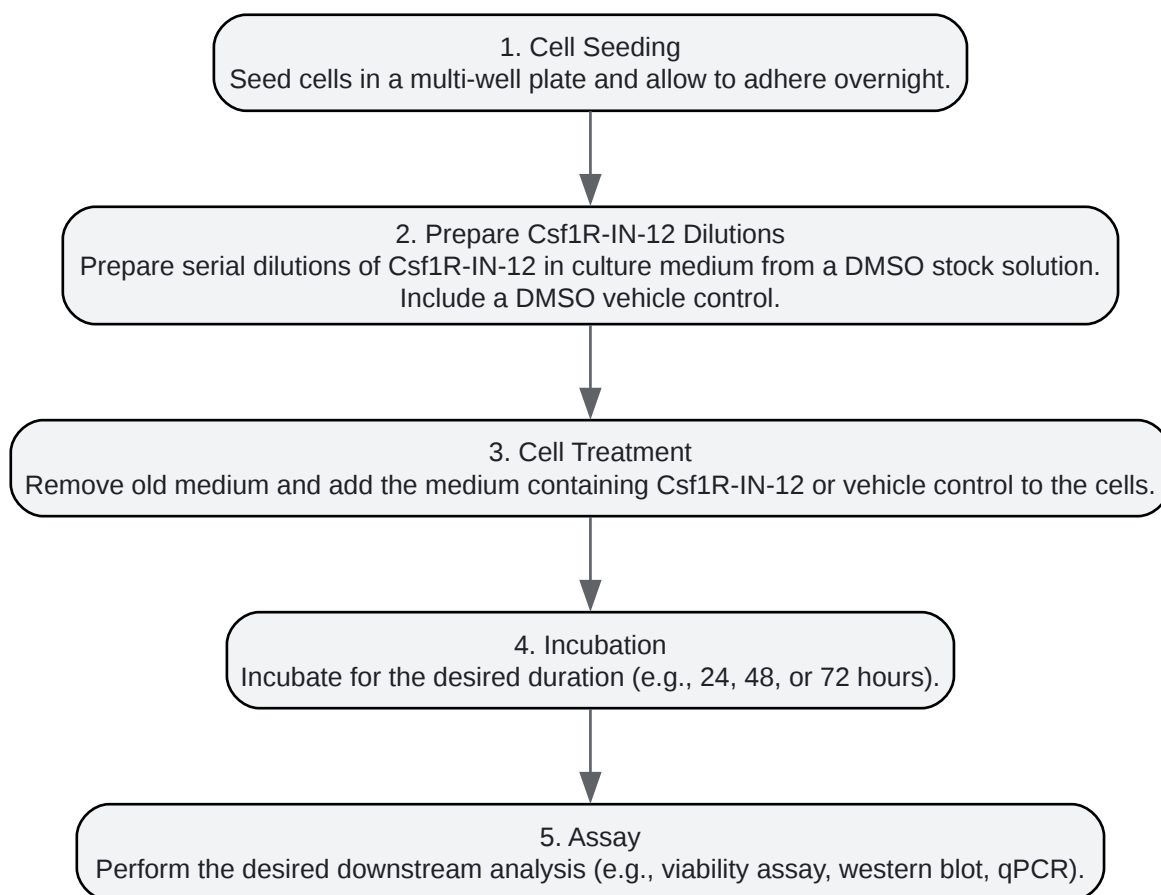 1. Cell Seeding
Seed cells in a multi-well plate and allow to adhere overnight.
2. Prepare Csf1R-IN-12 Dilutions
Prepare serial dilutions of Csf1R-IN-12 in culture medium from a DMSO stock solution.
Include a DMSO vehicle control.
3. Cell Treatment
Remove old medium and add the medium containing Csf1R-IN-12 or vehicle control to the cells.
4. Incubation
Incubate for the desired duration (e.g., 24, 48, or 72 hours).
5. Assay
Perform the desired downstream analysis (e.g., viability assay, western blot, qPCR).